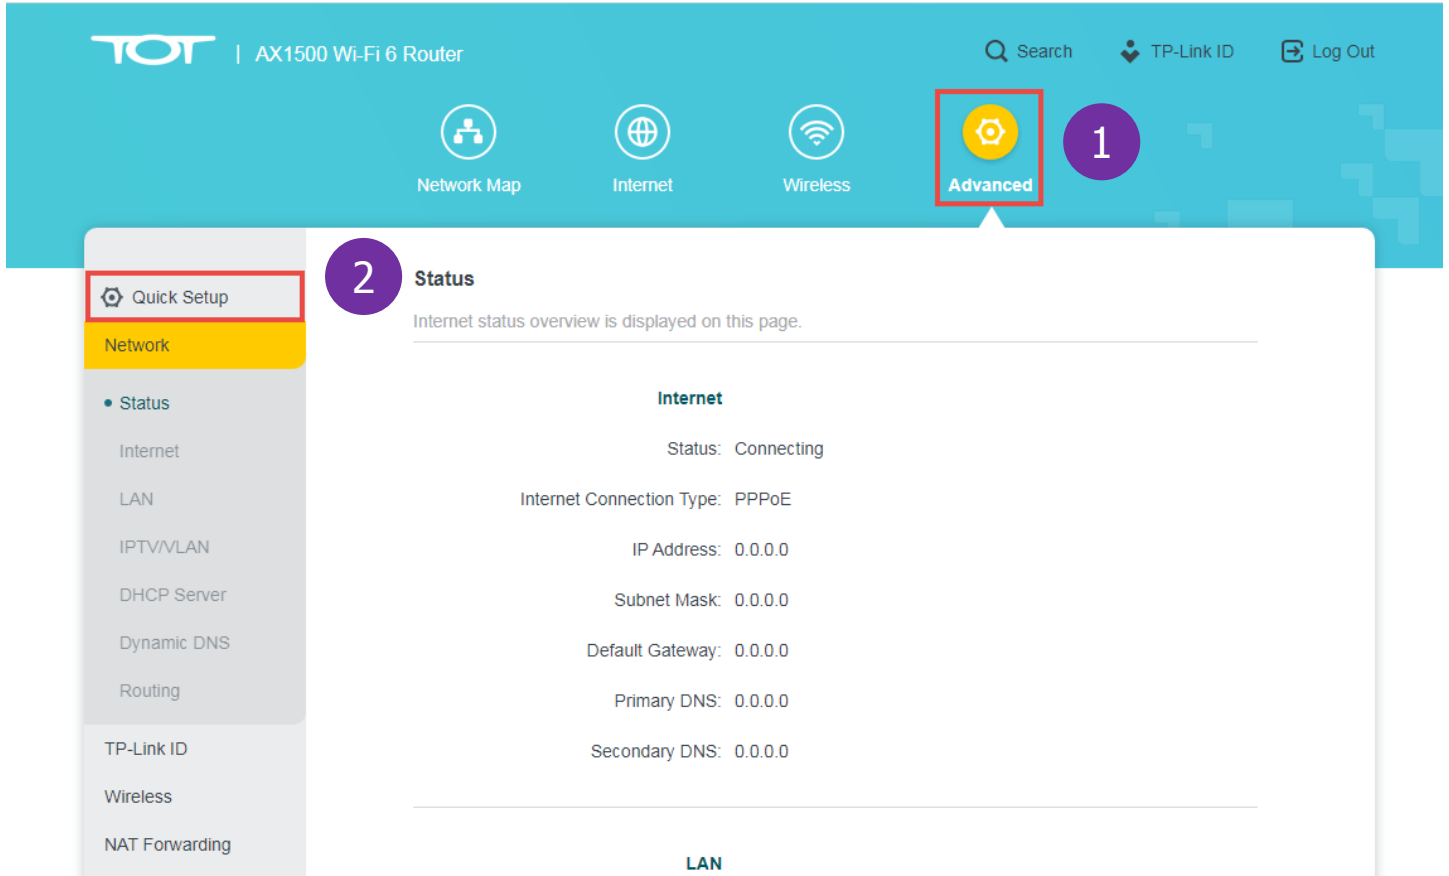 TOT | AX1500 Wi-Fi 6 Router
Search
TP-Link ID
Log Out
Network Map
Internet
Wireless
Advanced
1
Quick Setup
2
Network
Status
Internet
LAN
IPTV/VLAN
DHCP Server
Dynamic DNS
Routing
TP-Link ID
Wireless
NAT Forwarding
Status
Internet status overview is displayed on this page.
Internet
Status: Connecting
Internet Connection Type: PPPoE
IP Address: 0.0.0.0
Subnet Mask: 0.0.0.0
Default Gateway: 0.0.0.0
Primary DNS: 0.0.0.0
Secondary DNS: 0.0.0.0
LAN